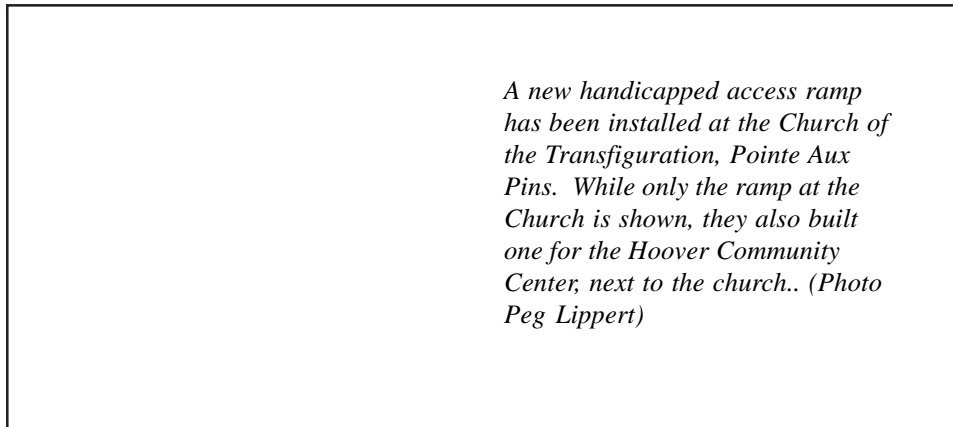 A new handicapped access ramp
has been installed at the Church of
the Transfiguration, Pointe Aux
Pins.  While only the ramp at the
Church is shown, they also built
one for the Hoover Community
Center, next to the church.. (Photo
Peg Lippert)